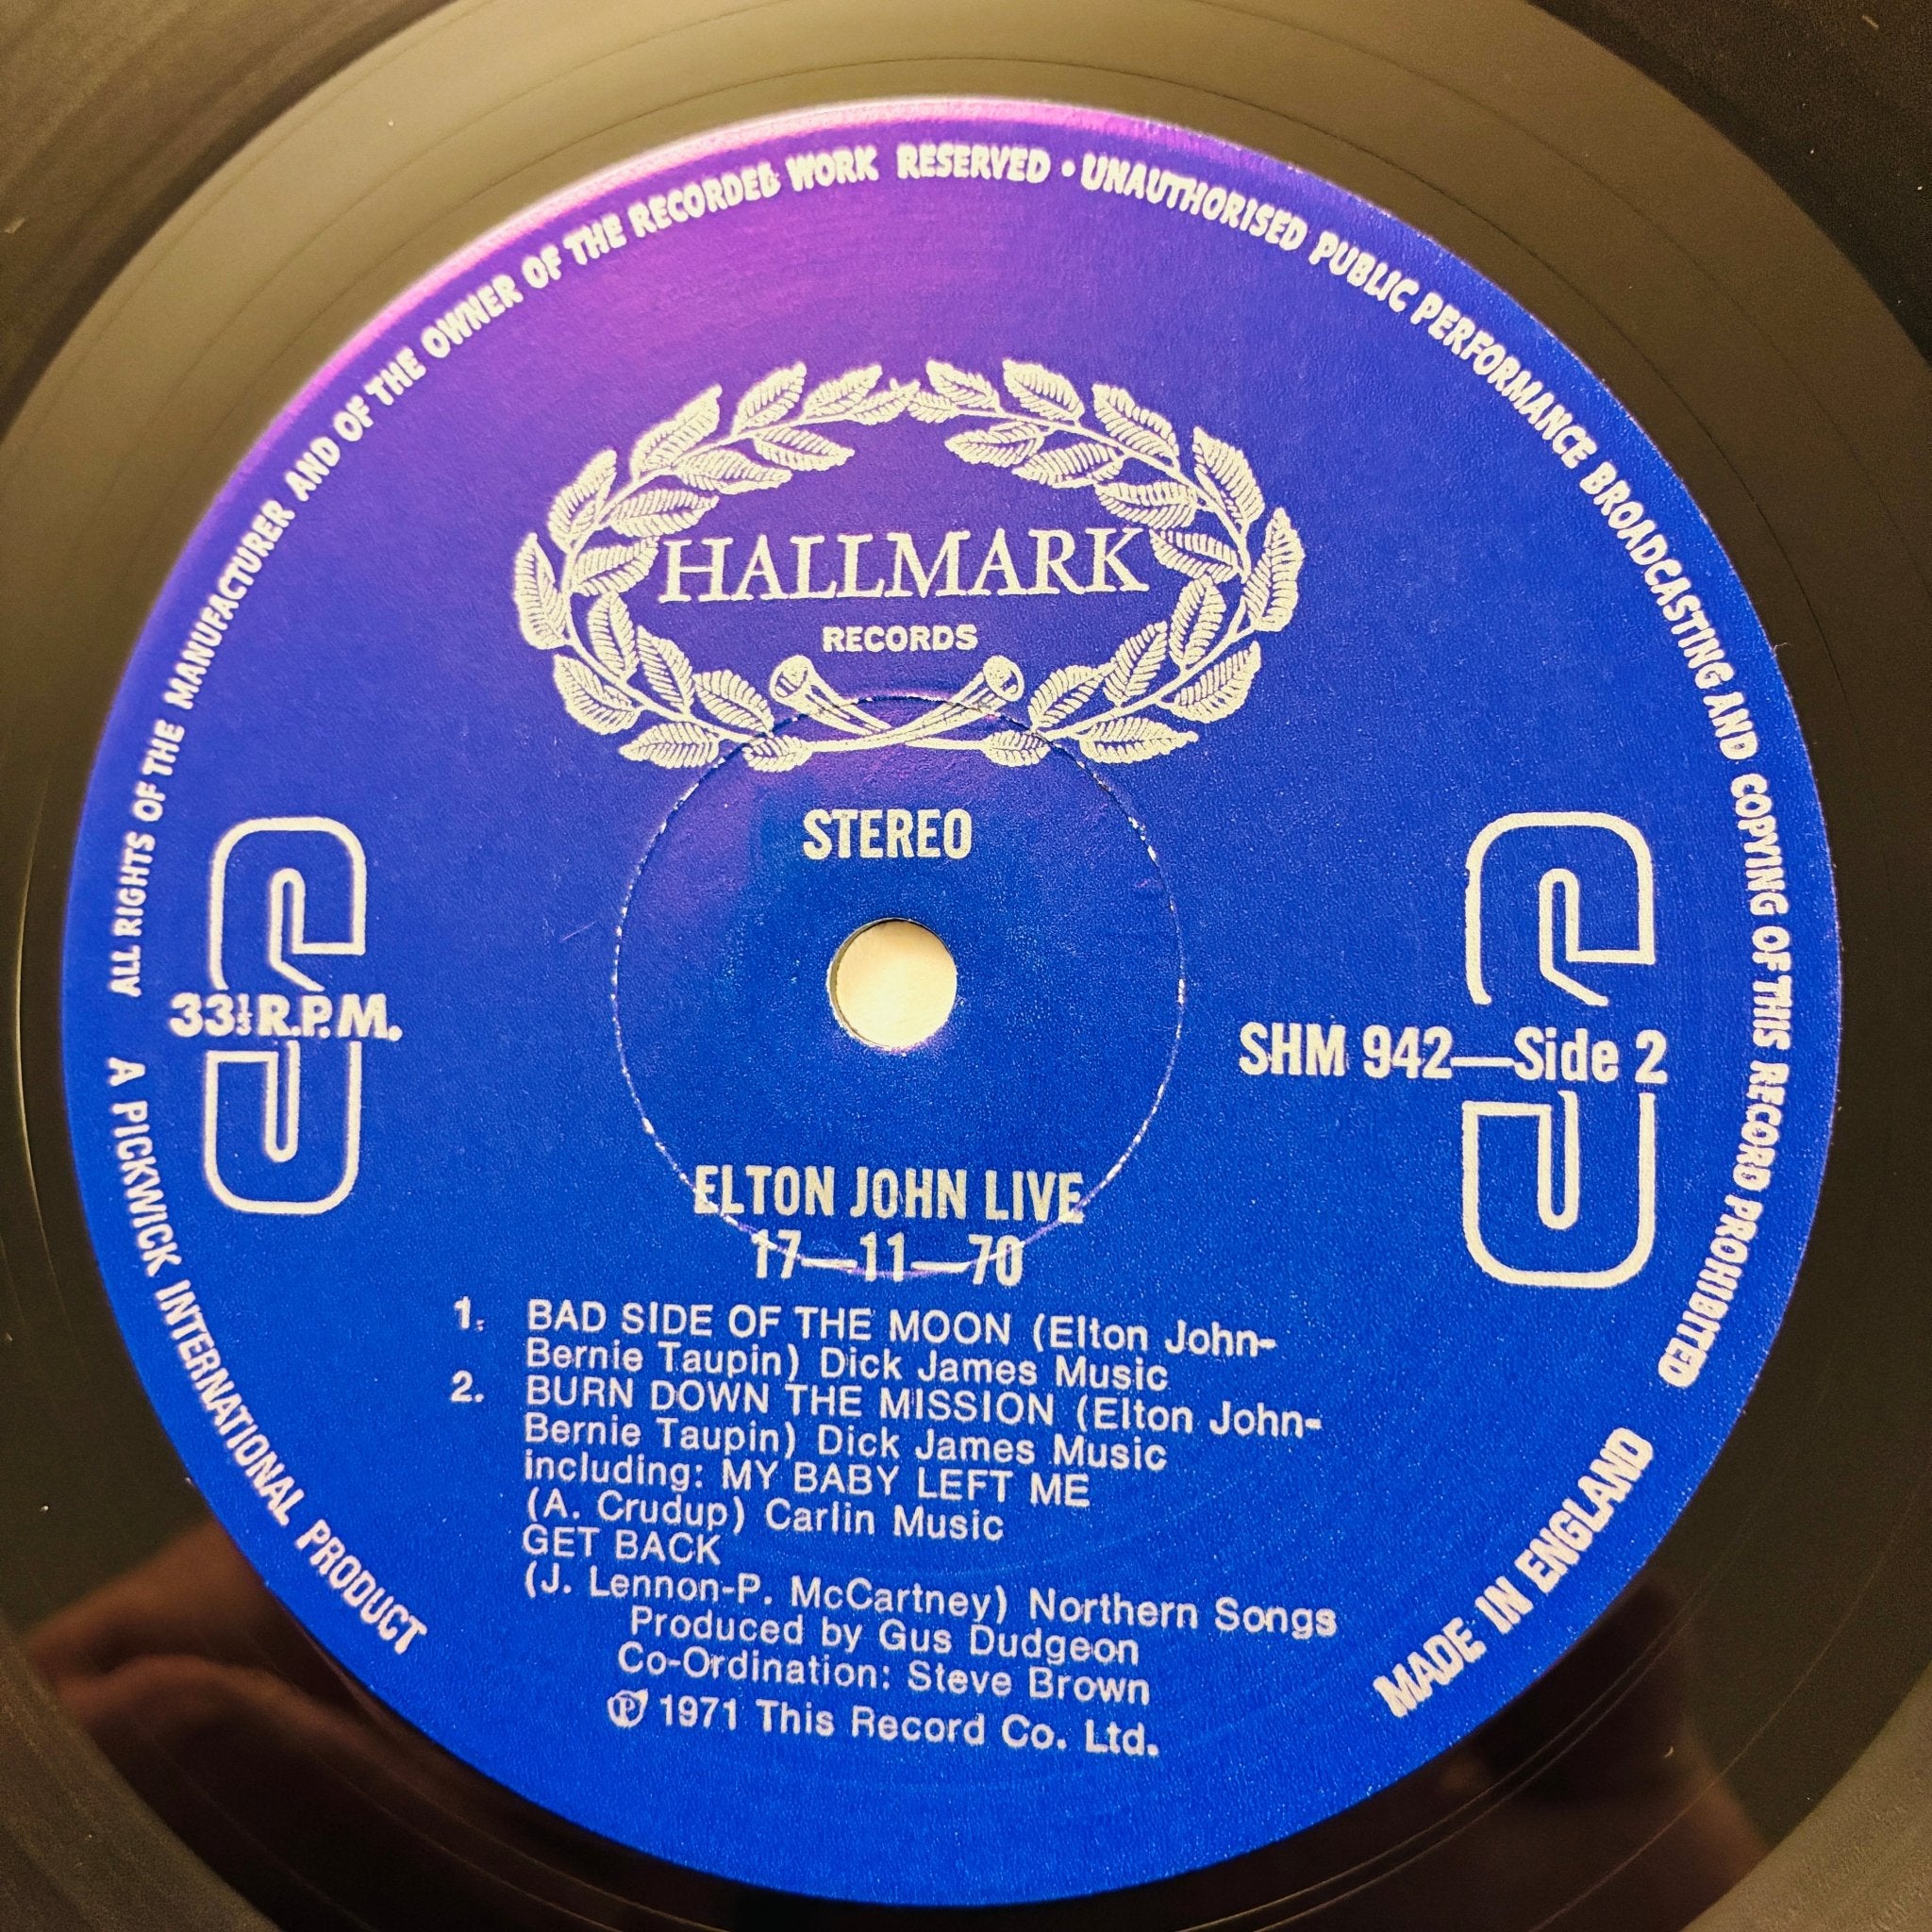 ALL RIGHTS OF THE MANUFACTURER AND OF THE OWNER OF THE RECORDED WORK RESERVED • UNAUTHORISED PUBLIC PERFORMANCE BROADCASTING AND COPYING OF THIS RECORD PROHIBITED
HALLMARK
RECORDS
STEREO
S
33⅓ R.P.M.
S
SHM 942—Side 2
ELTON JOHN LIVE
17—11—70
1. BAD SIDE OF THE MOON (Elton John-
Bernie Taupin) Dick James Music
2. BURN DOWN THE MISSION (Elton John-
Bernie Taupin) Dick James Music
including: MY BABY LEFT ME
(A. Crudup) Carlin Music
GET BACK
(J. Lennon-P. McCartney) Northern Songs
Produced by Gus Dudgeon
Co-Ordination: Steve Brown
℗ 1971 This Record Co. Ltd.
A PICKWICK INTERNATIONAL PRODUCT
MADE IN ENGLAND